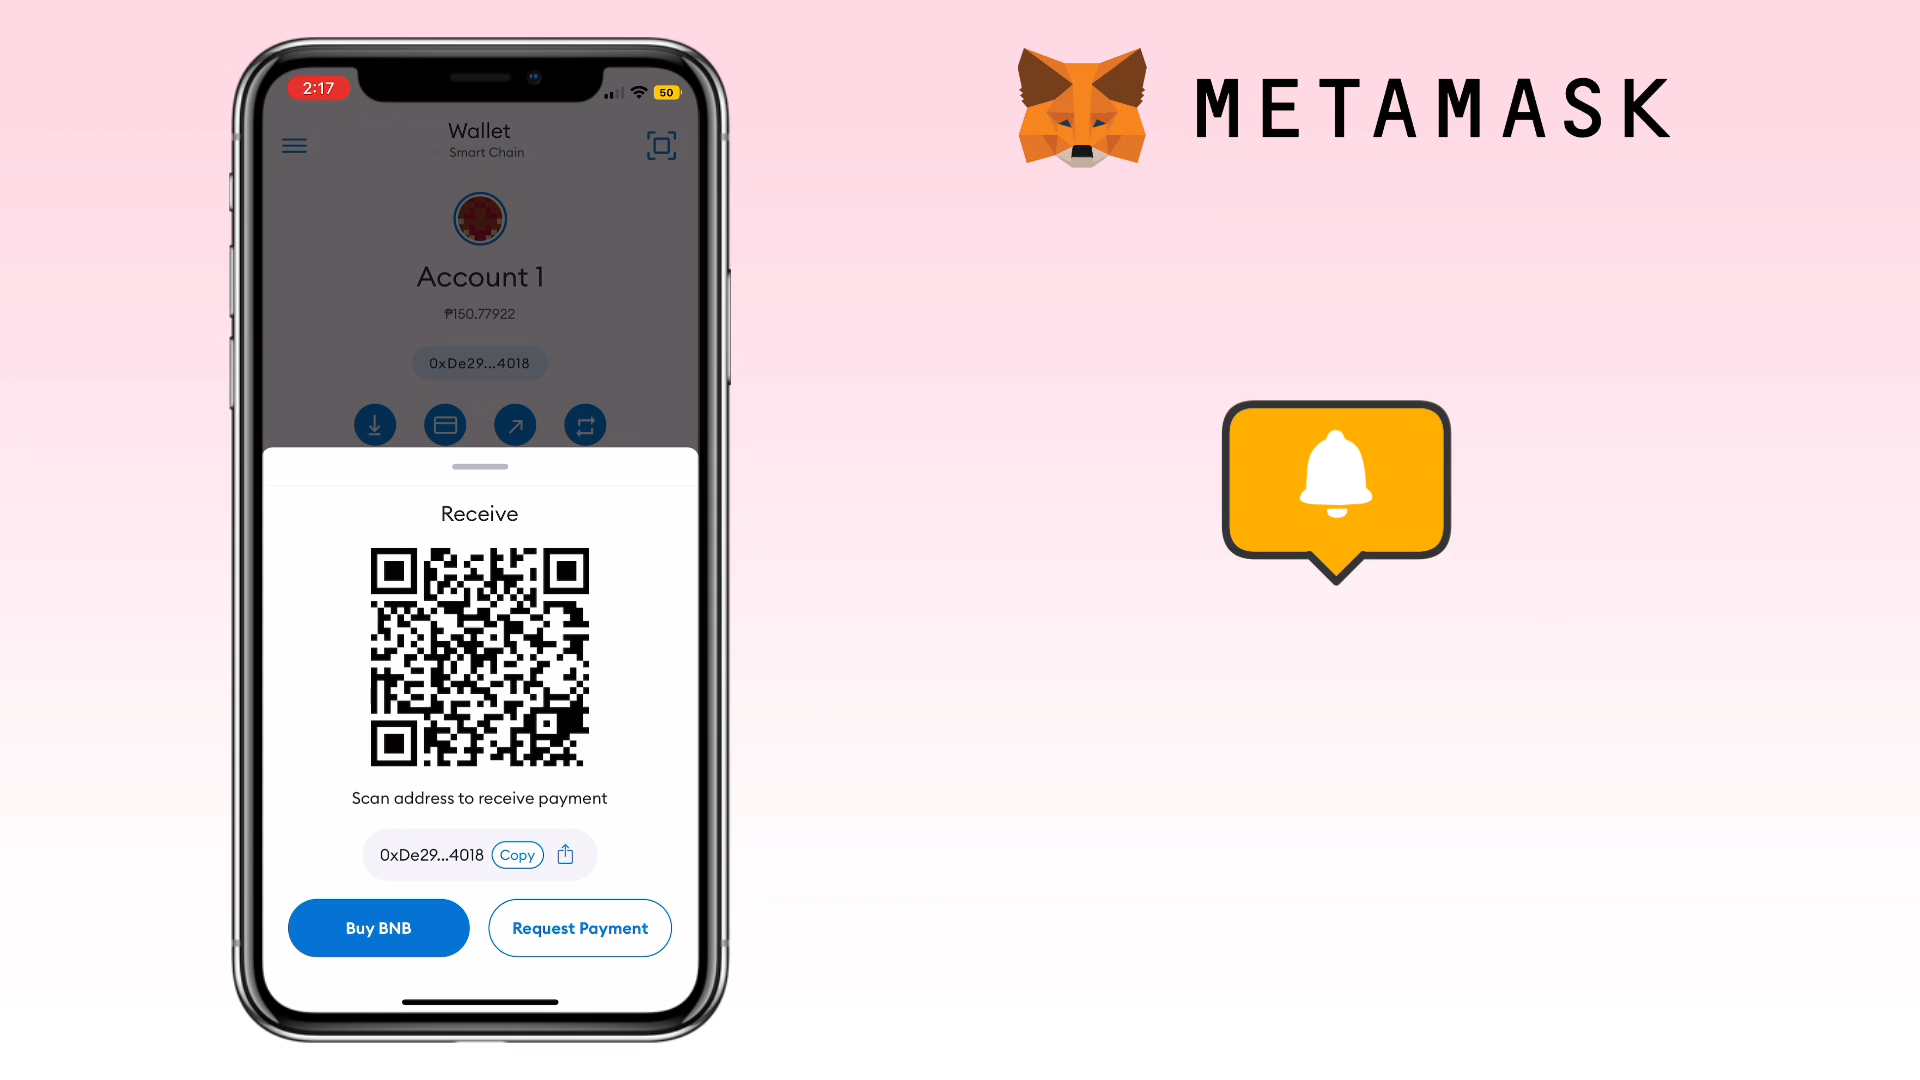 2:17
50
Wallet
Smart Chain
Account 1
₱150.77922
0xDe29...4018
Receive
Scan address to receive payment
0xDe29...4018 Copy
Buy BNB
Request Payment
METAMASK